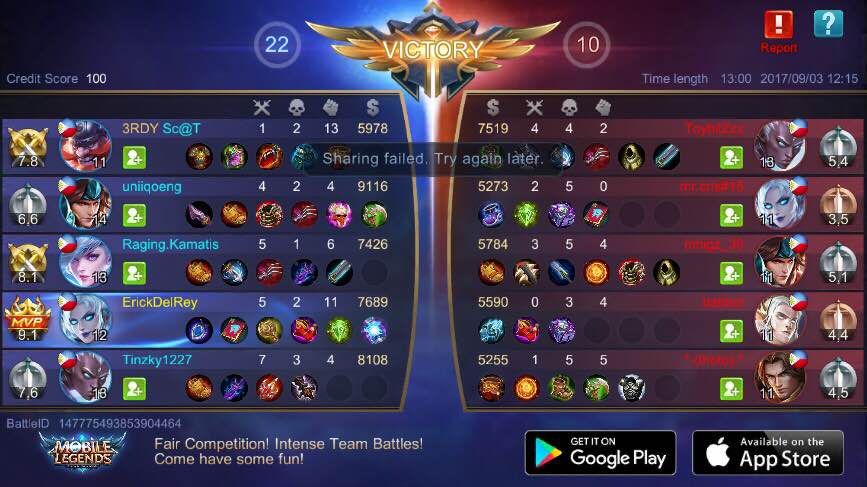 22 VICTORY 10
Report
Credit Score 100
Time length 13:00 2017/09/03 12:15
$ $
3RDY Sc@T 1 2 13 5978
7.8 11
7519 4 4 2
13 5,4
Sharing failed. Try again later.
uniiqoeng 4 2 4 9116
6,6 14
5273 2 5 0 mr.cris#15
11 3,5
Raging.Kamatis 5 1 6 7426
8.1 13
5784 3 5 4
11 5,1
ErickDelRey 5 2 11 7689
MVP
9.1 12
5590 0 3 4
11 4,4
Tinzky1227 7 3 4 8108
7,6 13
5255 1 5 5
11 4,5
BattleID 147775493853904464
MOBILE
LEGENDS
Fair Competition! Intense Team Battles!
Come have some fun!
GET IT ON
Google Play
Available on the
App Store